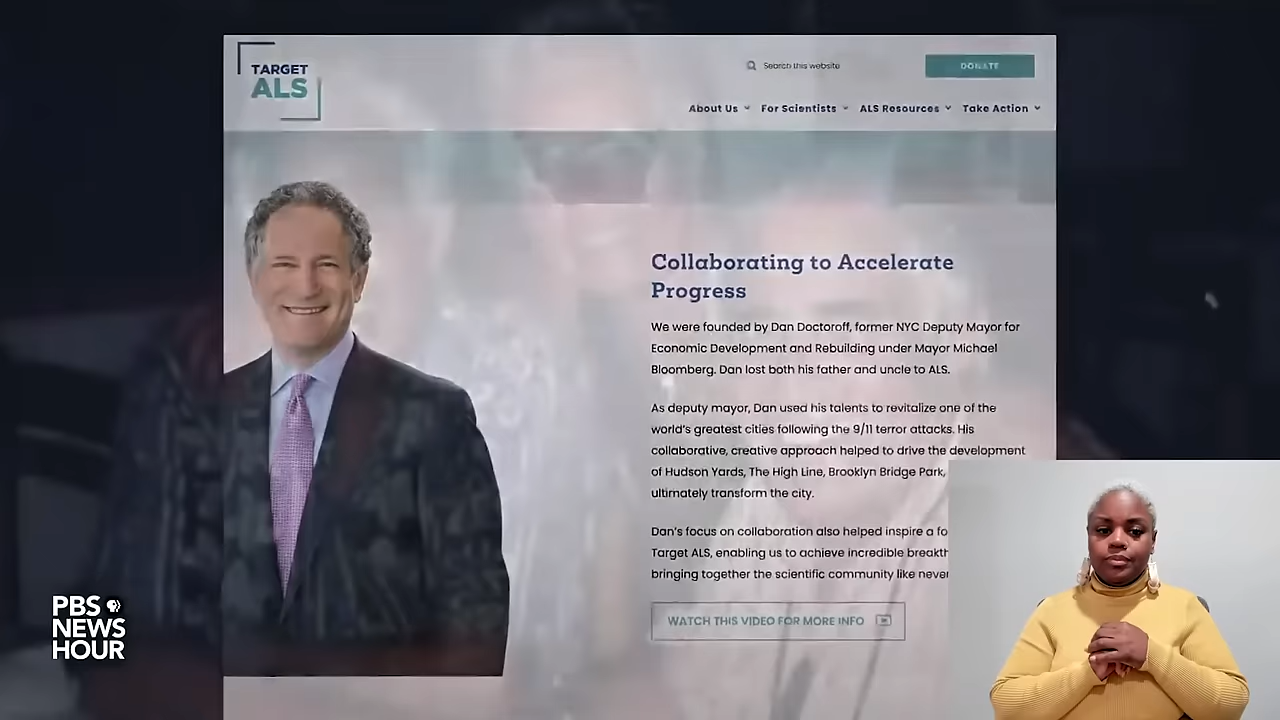 TARGET
ALS
Search this website
DONATE
About Us
For Scientists
ALS Resources
Take Action
Collaborating to Accelerate
Progress
We were founded by Dan Doctoroff, former NYC Deputy Mayor for
Economic Development and Rebuilding under Mayor Michael
Bloomberg. Dan lost both his father and uncle to ALS.
As deputy mayor, Dan used his talents to revitalize one of the
world's greatest cities following the 9/11 terror attacks. His
collaborative, creative approach helped to drive the development
of Hudson Yards, The High Line, Brooklyn Bridge Park,
ultimately transform the city.
Dan's focus on collaboration also helped inspire a fo
Target ALS, enabling us to achieve incredible breakth
bringing together the scientific community like never
WATCH THIS VIDEO FOR MORE INFO
PBS
NEWS
HOUR